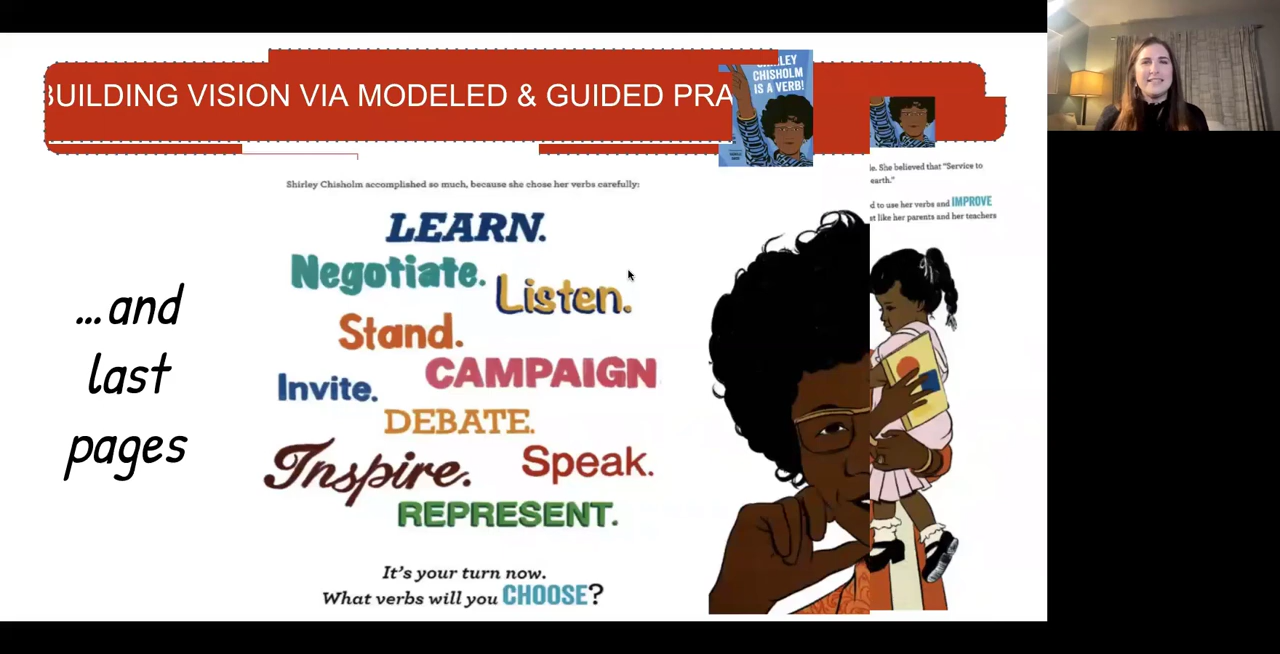 BUILDING VISION VIA MODELED & GUIDED PRA
CHISHOLM
IS A VERB!
le. She believed that "Service to
earth."
d to use her verbs and IMPROVE
st like her parents and her teachers
Shirley Chisholm accomplished so much, because she chose her verbs carefully:
LEARN.
Negotiate.
Listen.
Stand.
CAMPAIGN
Invite.
DEBATE.
Inspire.
Speak.
REPRESENT.
...and
last
pages
It's your turn now.
What verbs will you CHOOSE?